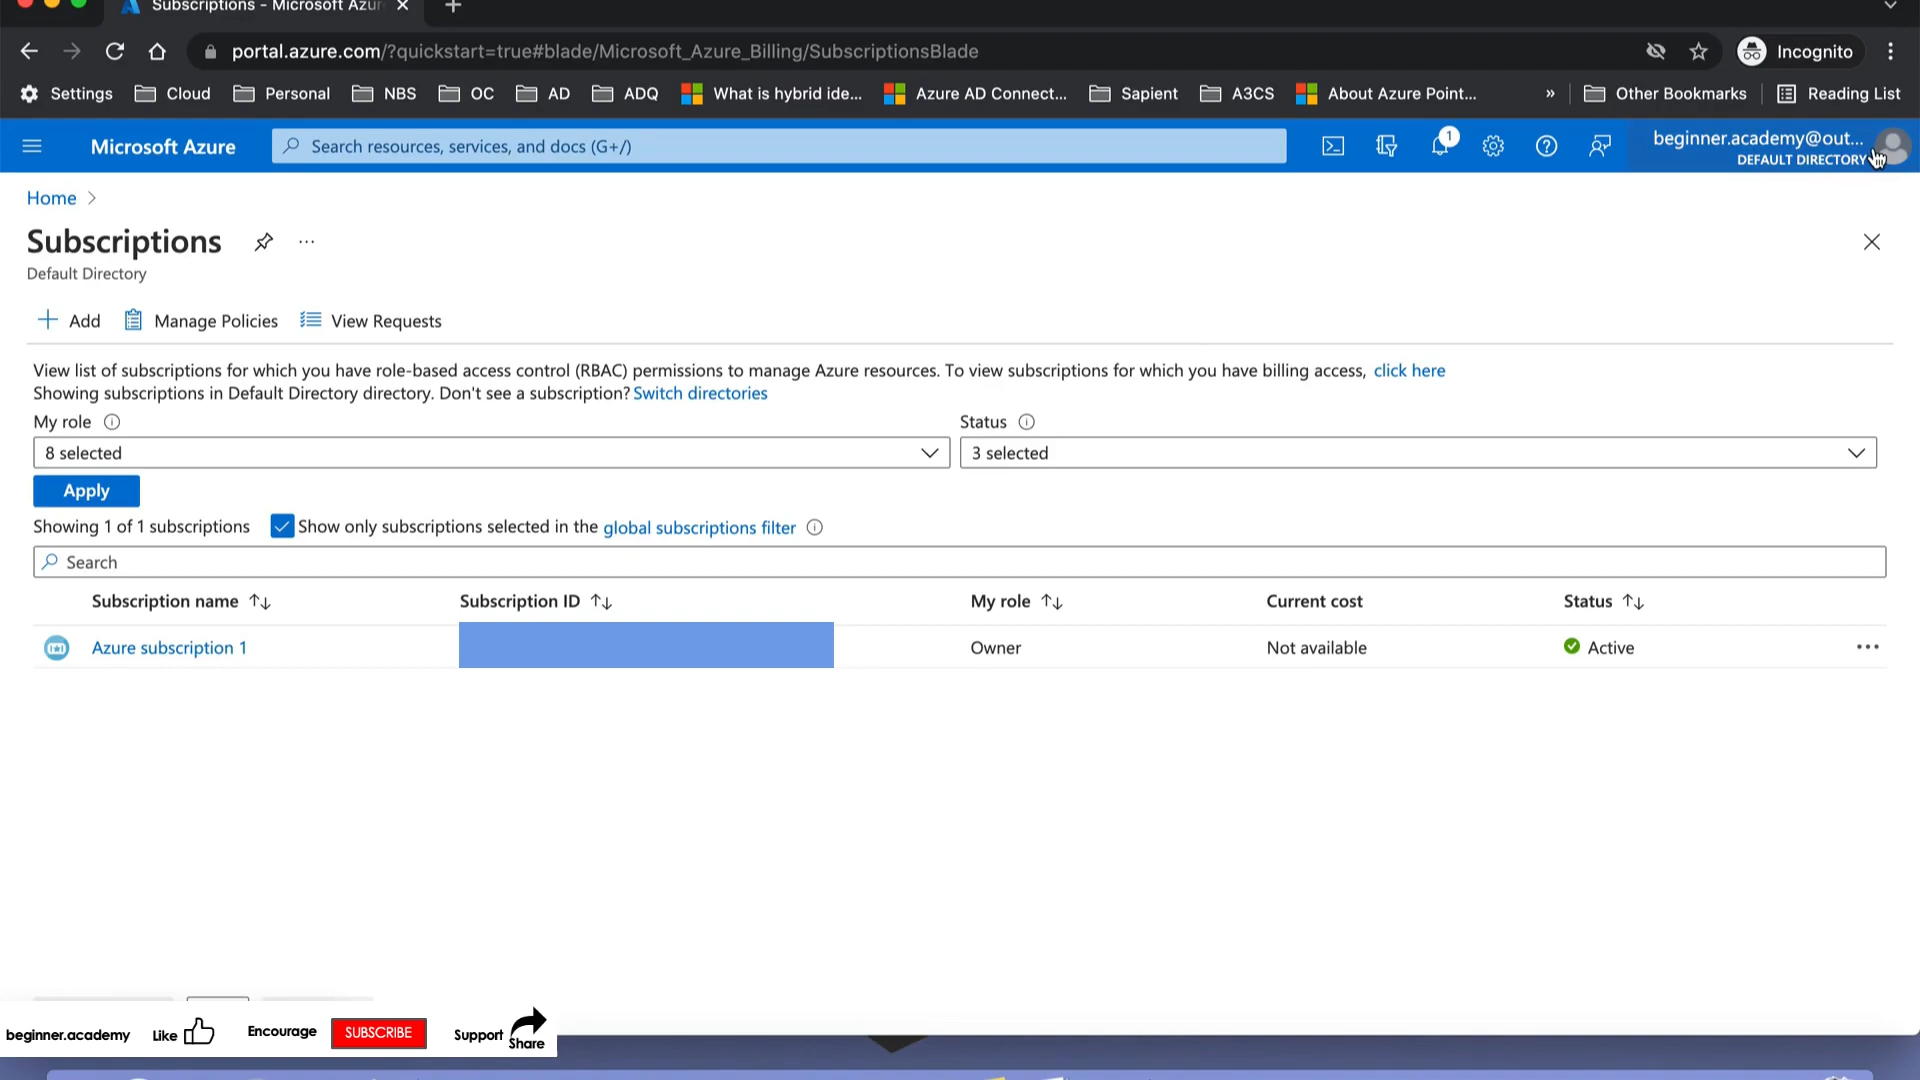 Subscriptions - Microsoft Azur
portal.azure.com/?quickstart=true#blade/Microsoft_Azure_Billing/SubscriptionsBlade
Incognito
Settings Cloud Personal NBS OC AD ADQ What is hybrid ide... Azure AD Connect... Sapient A3CS About Azure Point... » Other Bookmarks Reading List
Microsoft Azure
Search resources, services, and docs (G+/)
1
beginner.academy@out...
DEFAULT DIRECTORY
Home
Subscriptions
Default Directory
Add Manage Policies View Requests
View list of subscriptions for which you have role-based access control (RBAC) permissions to manage Azure resources. To view subscriptions for which you have billing access, click here
Showing subscriptions in Default Directory directory. Don't see a subscription? Switch directories
My role Status
8 selected 3 selected
Apply
Showing 1 of 1 subscriptions Show only subscriptions selected in the global subscriptions filter
Search
Subscription name Subscription ID My role Current cost Status
Azure subscription 1 Owner Not available Active
beginner.academy Like Encourage SUBSCRIBE Support Share